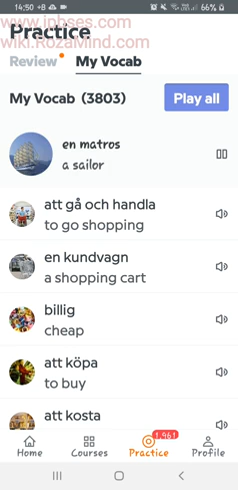 14:50 +B
66%
www.ipbses.com
wiki.RozaMind.com
Practice
Review
My Vocab
My Vocab (3803)
Play all
en matros
a sailor
att gå och handla
to go shopping
en kundvagn
a shopping cart
billig
cheap
att köpa
to buy
att kosta
1,961
Home
Courses
Practice
Profile